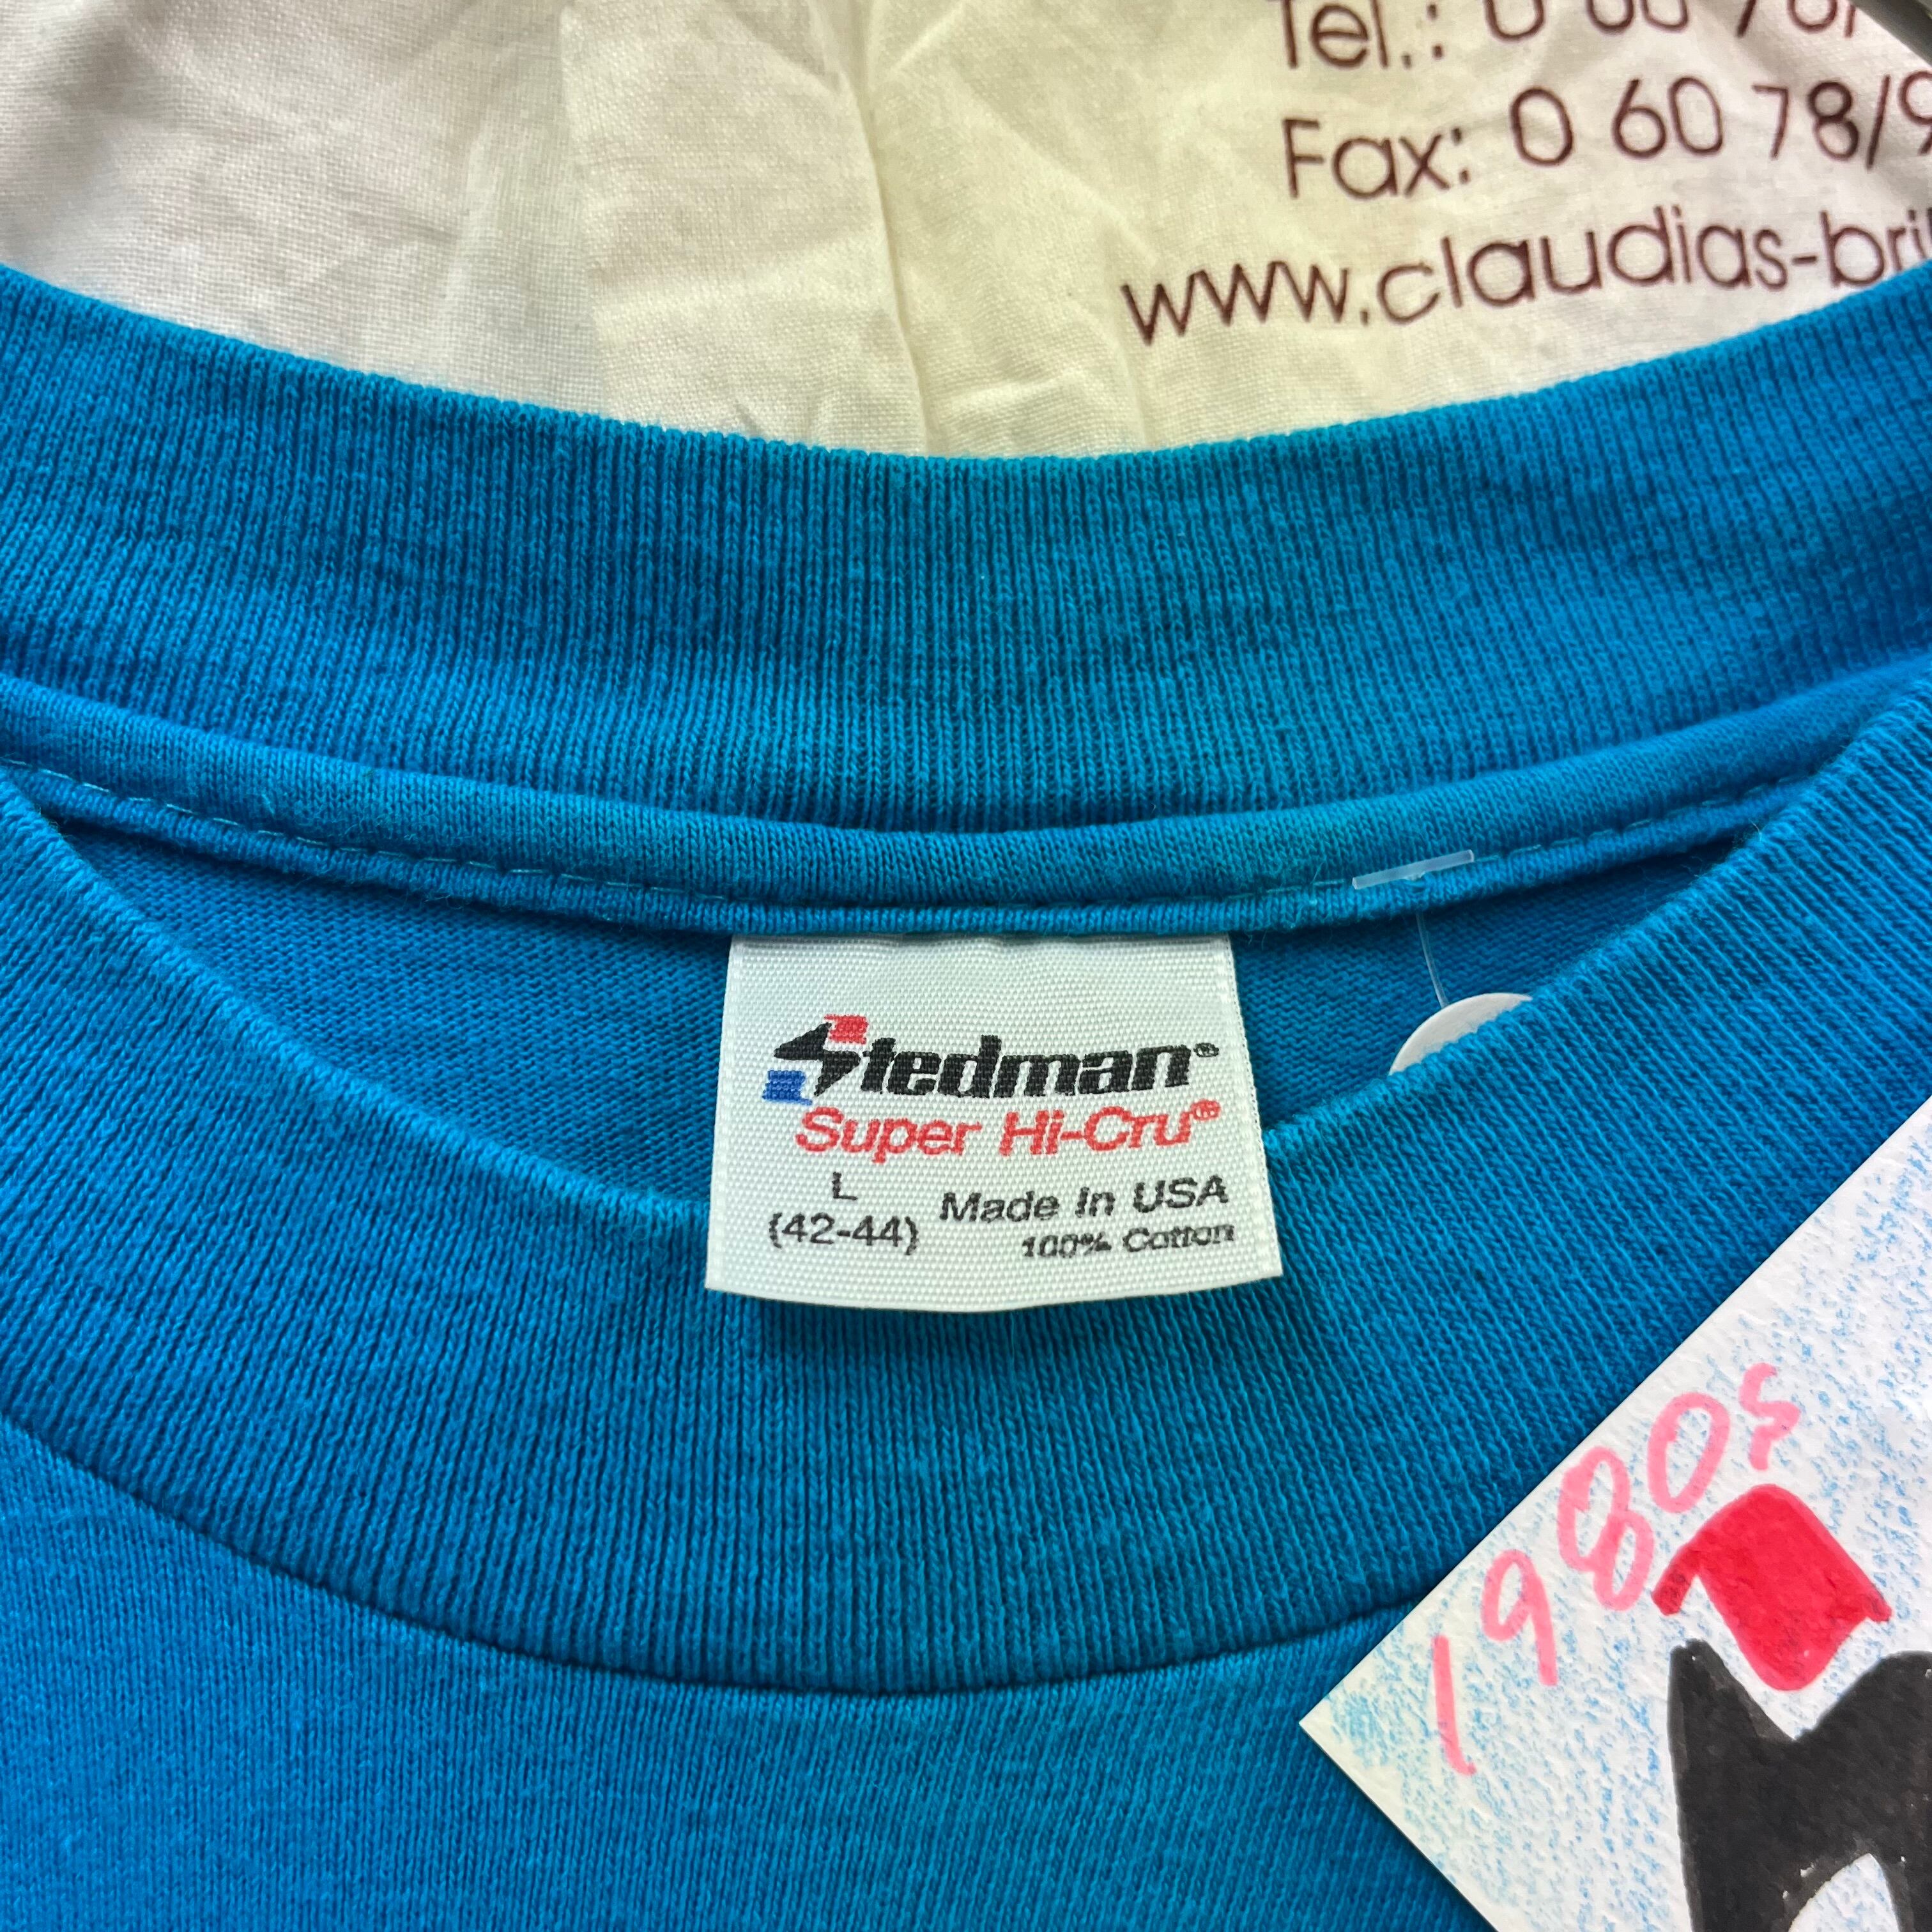 Tel.: 0 60 78/
Fax: 0 60 78/9
www.claudias-bri
Stedman®
Super Hi-Cru®
L
(42-44)
Made In USA
100% Cotton
1980s